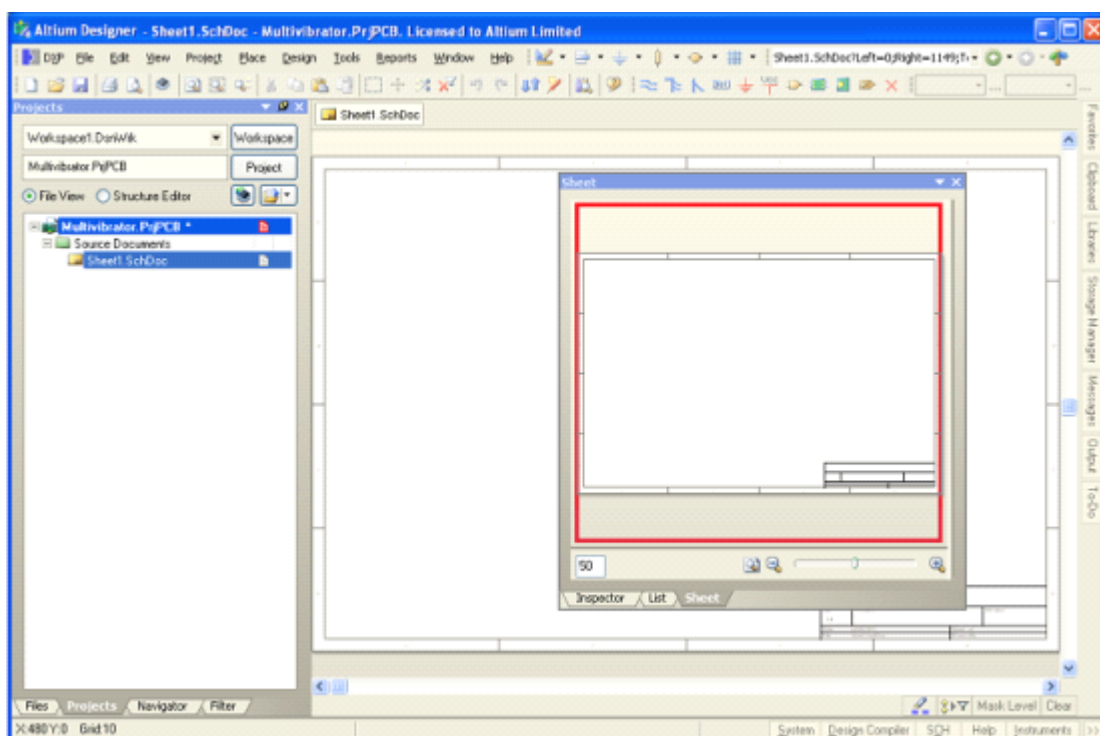 Altium Designer - Sheet1.SchDoc - Multivibrator.PrjPCB. Licensed to Altium Limited
DXP File Edit View Project Place Design Tools Reports Window Help Sheet1.SchDoc?Left=0;Right=1149;T
Projects
Sheet1.SchDoc
Workspace1.DsnWrk Workspace
Multivibrator.PrjPCB Project
File View Structure Editor
Multivibrator.PrjPCB *
Source Documents
Sheet1.SchDoc
Sheet
50
Inspector List Sheet
Favorites
Clipboard
Libraries
Storage Manager
Messages
Output
To-Do
Files Projects Navigator Filter
Mask Level Clear
X:480 Y:0 Grid:10
System Design Compiler SCH Help Instruments >>